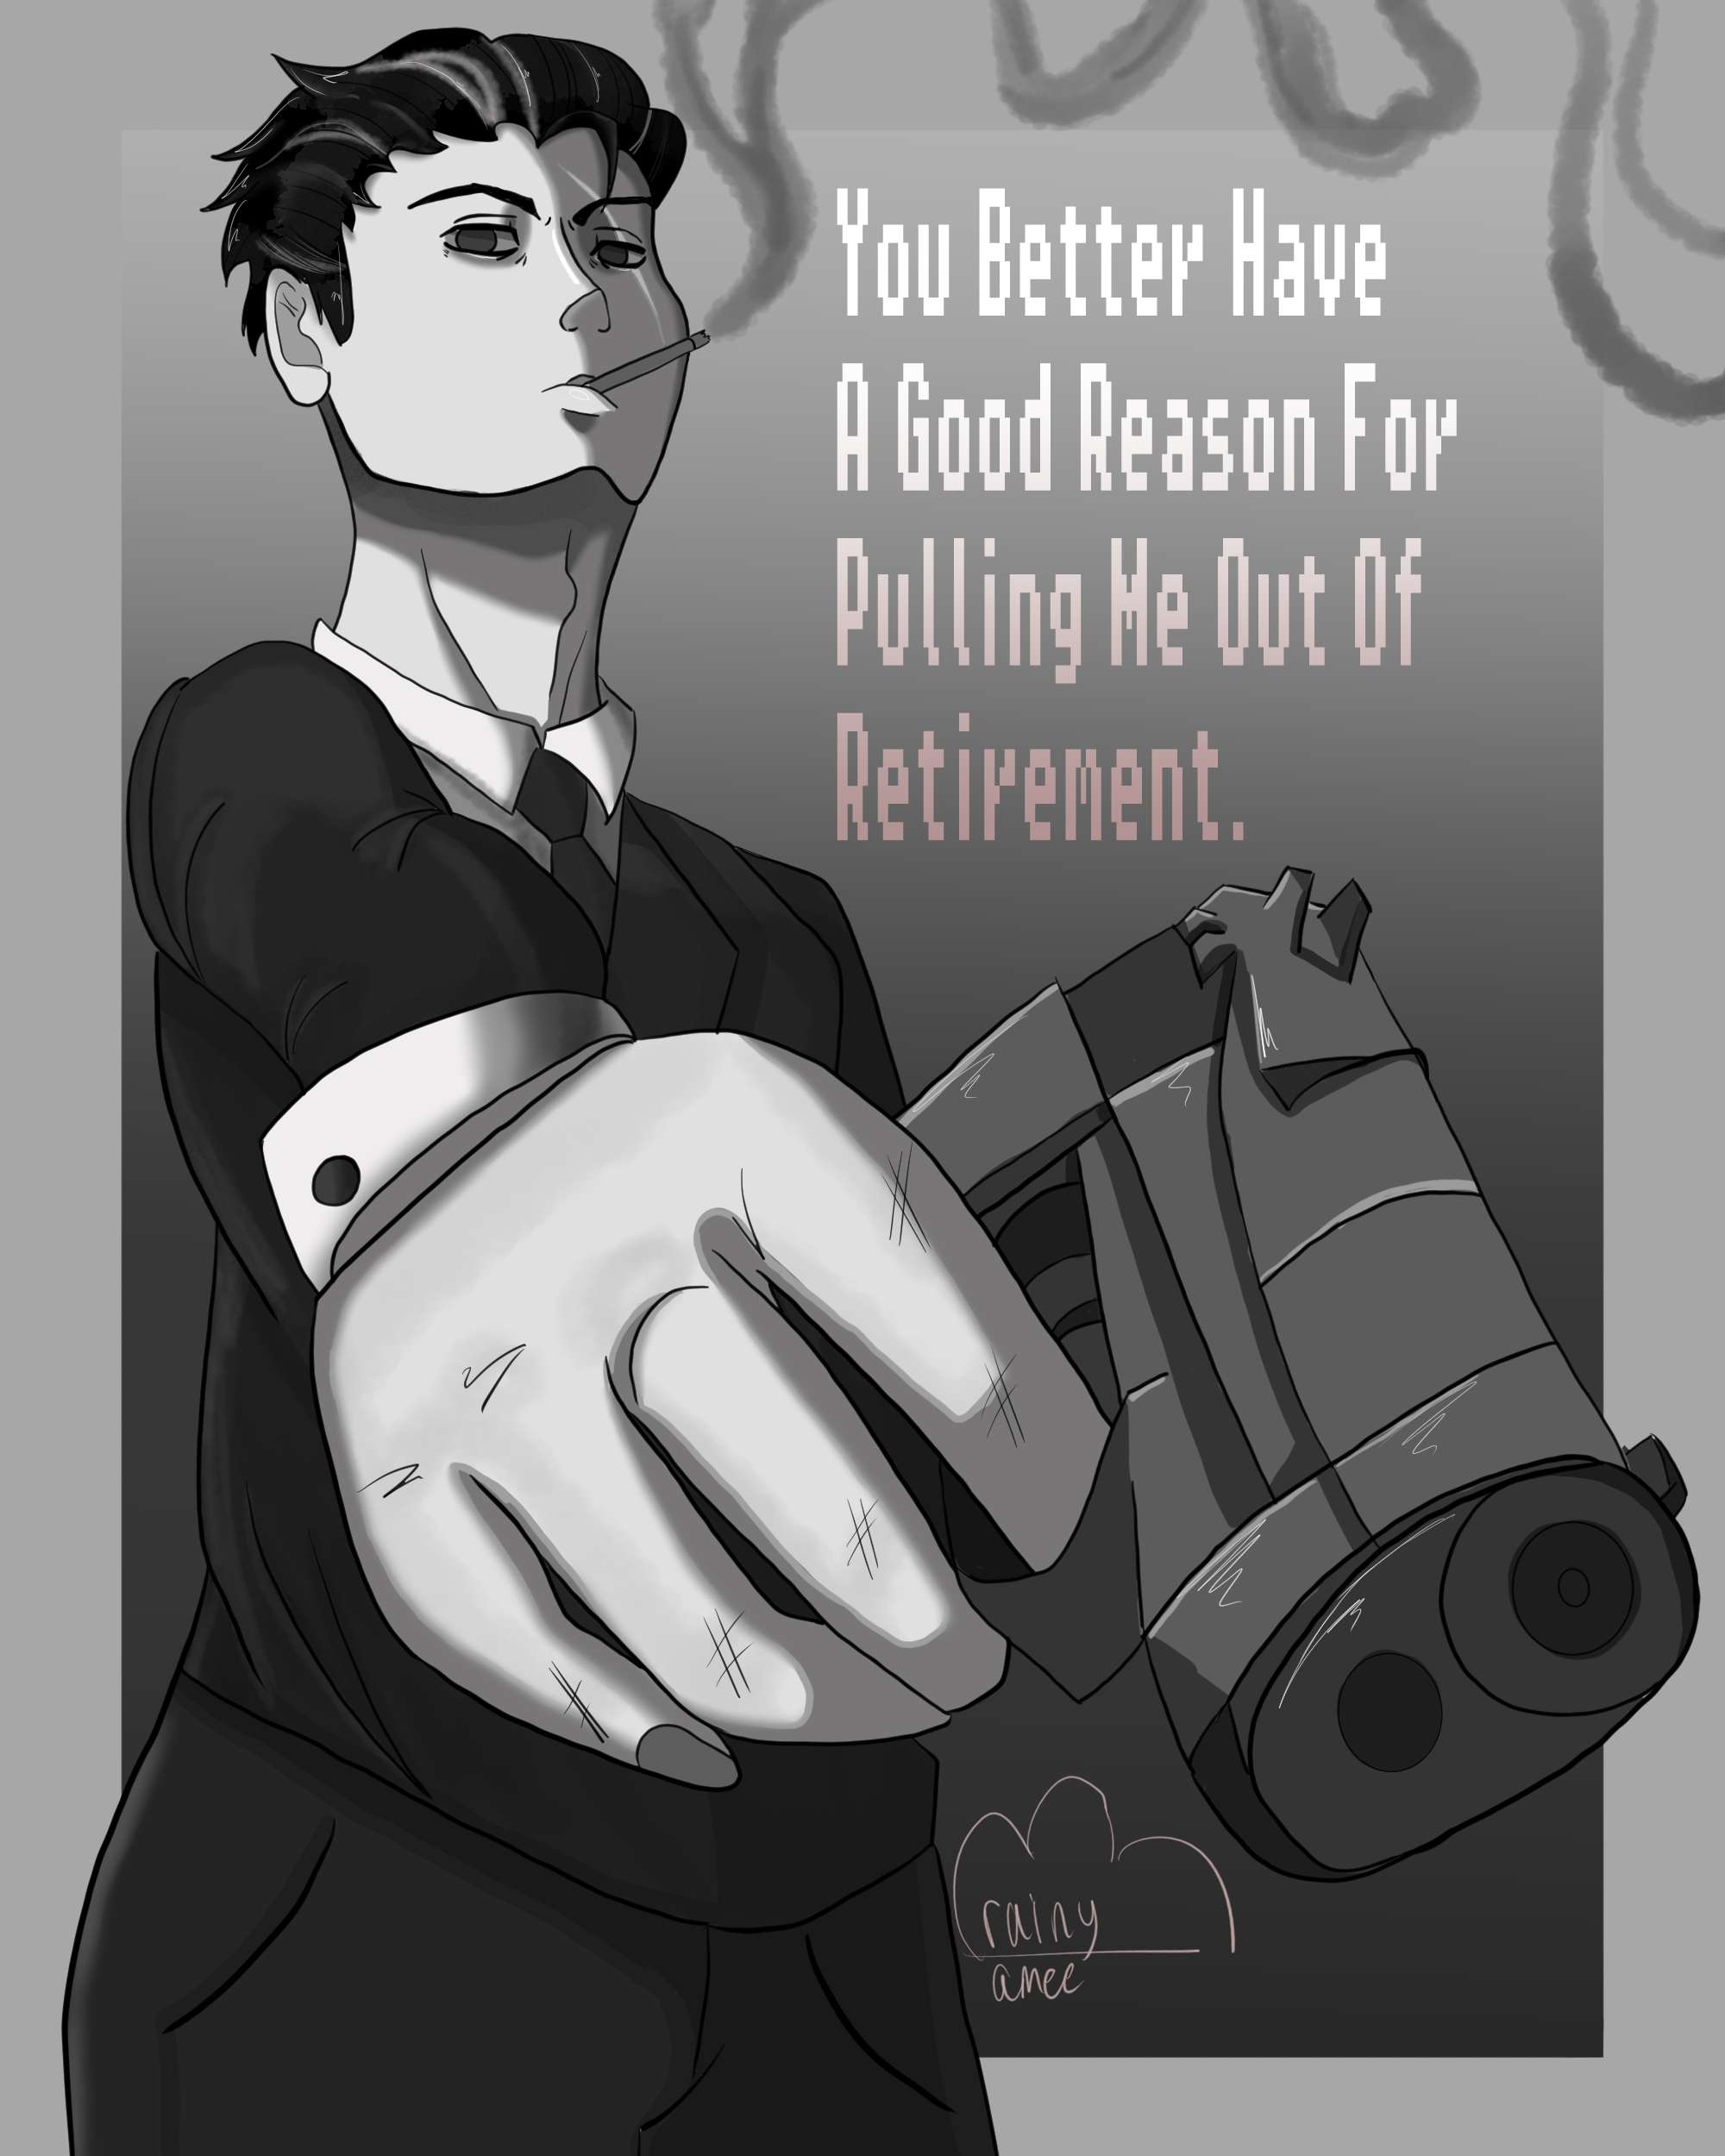 You Better Have
A Good Reason For
Pulling Me Out Of
Retirement.
rainy
amee